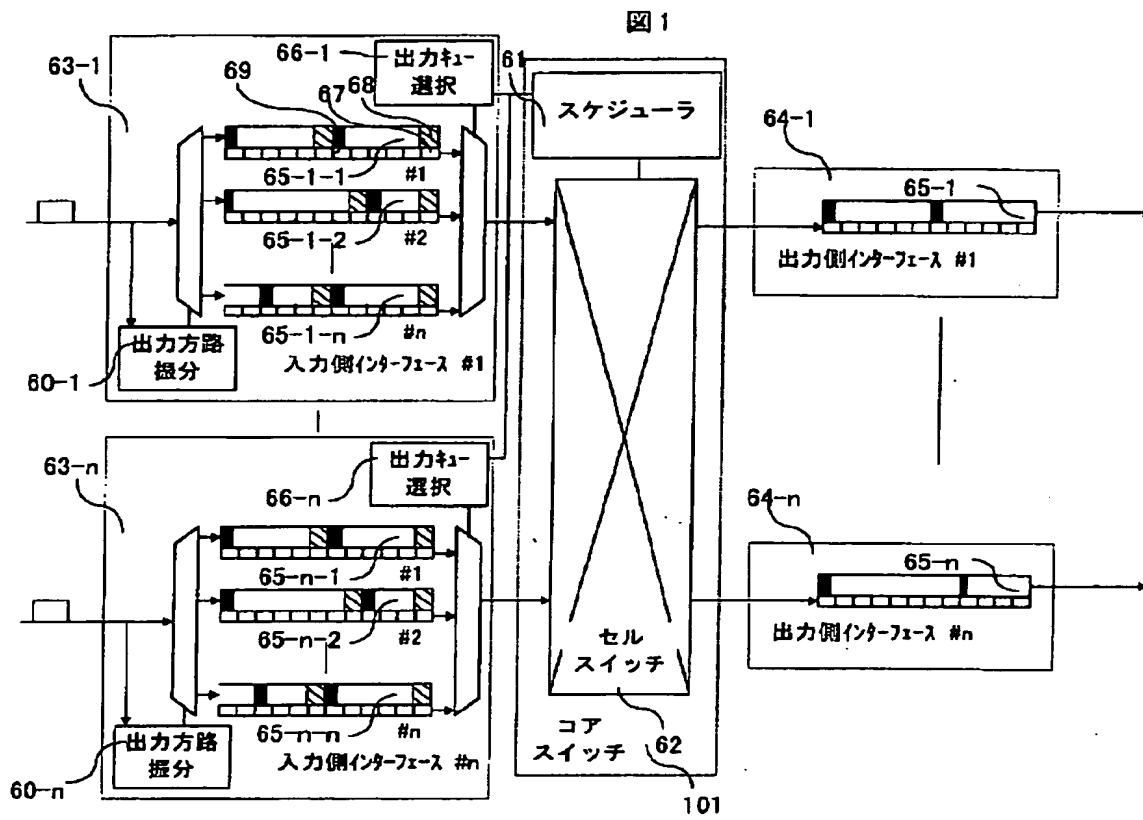 図1
66-1
出力キュー
選択
63-1
69
67
68
61
スケジューラ
64-1
65-1-1
#1
65-1
65-1-2
#2
出力側インターフェース #1
65-1-n
#n
出力方路
振分
入力側インターフェース #1
60-1
63-n
出力キュー
選択
66-n
64-n
65-n-1
#1
65-n
65-n-2
#2
出力側インターフェース #n
セル
スイッチ
65-n-n
#n
出力方路
振分
入力側インターフェース #n
コア
スイッチ
62
60-n
101